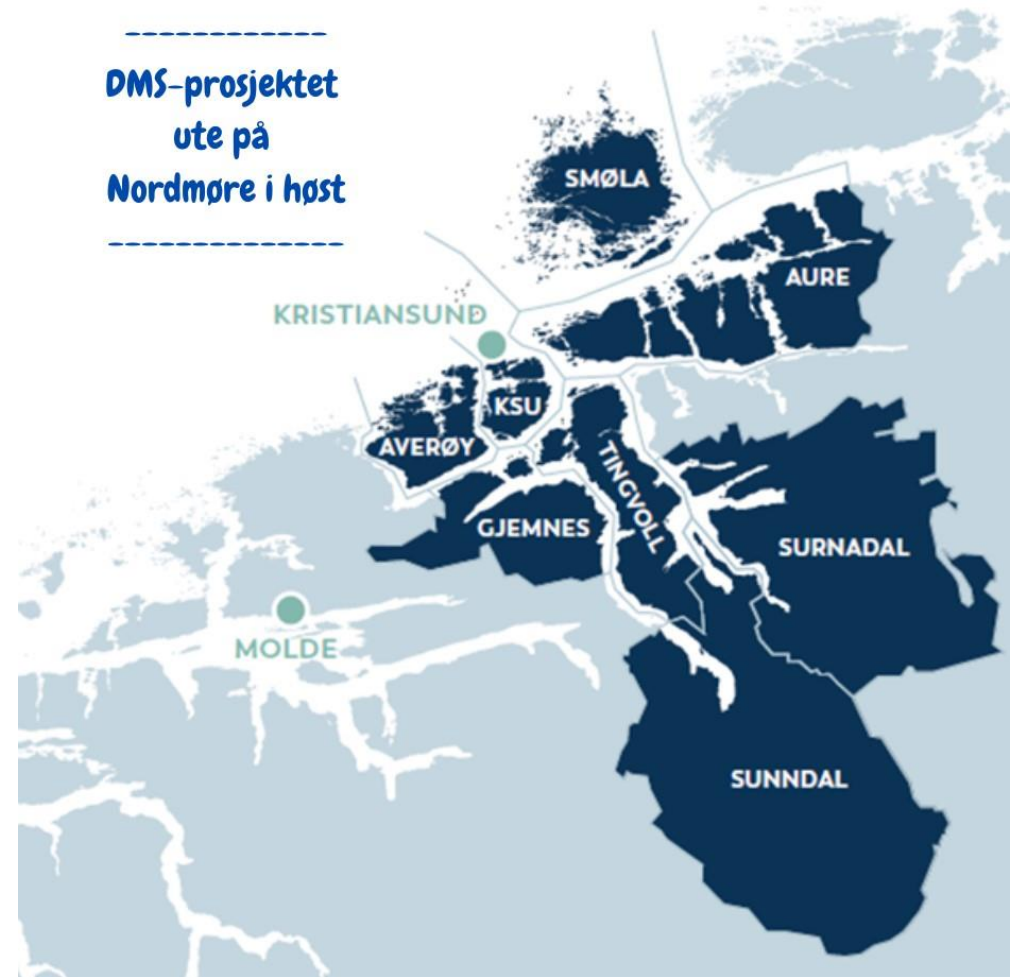 DMS-prosjektet
ute på
Nordmøre i høst
SMØLA
AURE
KRISTIANSUND
KSU
AVERØY
TINGVOLL
GJEMNES
SURNADAL
MOLDE
SUNNDAL